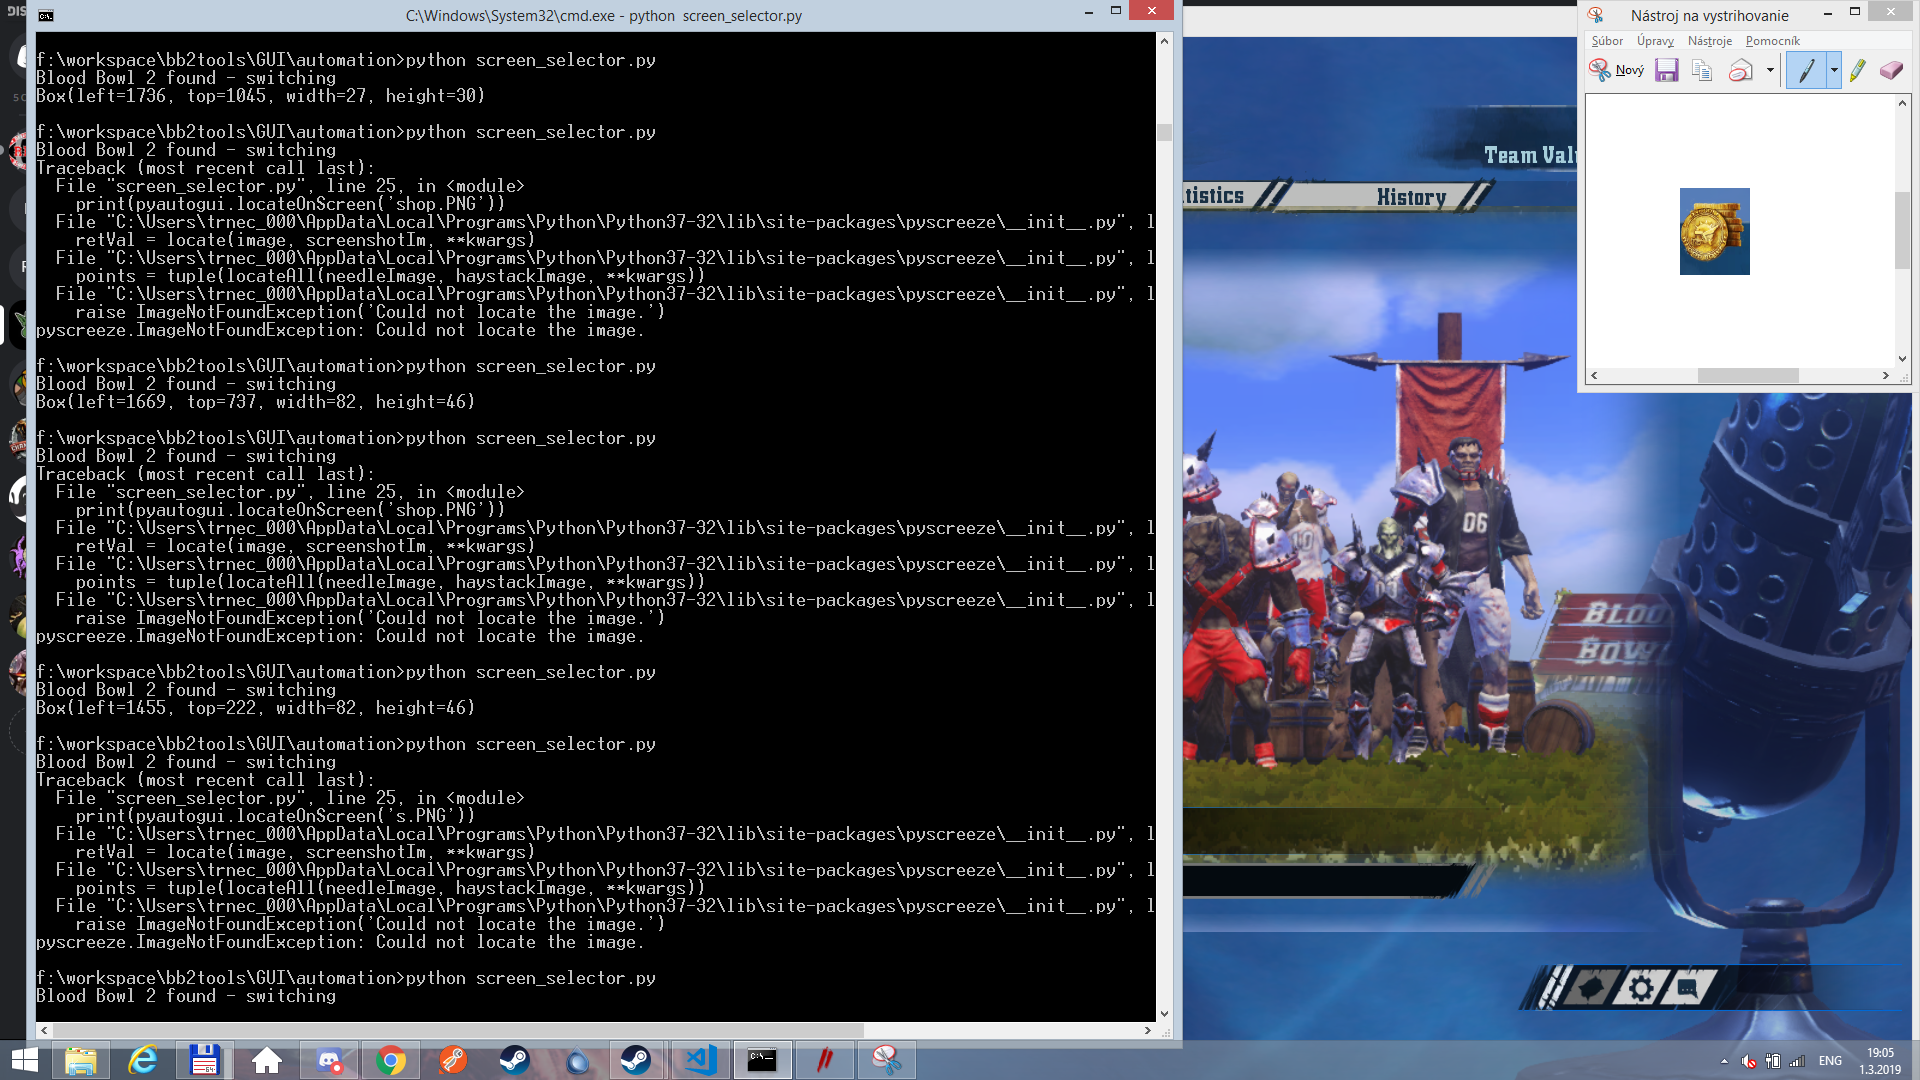 DIS
C:\Windows\System32\cmd.exe - python  screen_selector.py
f:\workspace\bb2tools\GUI\automation>python screen_selector.py
Blood Bowl 2 found - switching
Box(left=1736, top=1045, width=27, height=30)
f:\workspace\bb2tools\GUI\automation>python screen_selector.py
Blood Bowl 2 found - switching
Traceback (most recent call last):
File "screen_selector.py", line 25, in <module>
print(pyautogui.locateOnScreen('shop.PNG'))
File "C:\Users\trnec_000\AppData\Local\Programs\Python\Python37-32\lib\site-packages\pyscreeze\__init__.py", l
retVal = locate(image, screenshotIm, **kwargs)
File "C:\Users\trnec_000\AppData\Local\Programs\Python\Python37-32\lib\site-packages\pyscreeze\__init__.py", l
points = tuple(locateAll(needleImage, haystackImage, **kwargs))
File "C:\Users\trnec_000\AppData\Local\Programs\Python\Python37-32\lib\site-packages\pyscreeze\__init__.py", l
raise ImageNotFoundException('Could not locate the image.')
pyscreeze.ImageNotFoundException: Could not locate the image.
f:\workspace\bb2tools\GUI\automation>python screen_selector.py
Blood Bowl 2 found - switching
Box(left=1669, top=737, width=82, height=46)
f:\workspace\bb2tools\GUI\automation>python screen_selector.py
Blood Bowl 2 found - switching
Traceback (most recent call last):
File "screen_selector.py", line 25, in <module>
print(pyautogui.locateOnScreen('shop.PNG'))
File "C:\Users\trnec_000\AppData\Local\Programs\Python\Python37-32\lib\site-packages\pyscreeze\__init__.py", l
retVal = locate(image, screenshotIm, **kwargs)
File "C:\Users\trnec_000\AppData\Local\Programs\Python\Python37-32\lib\site-packages\pyscreeze\__init__.py", l
points = tuple(locateAll(needleImage, haystackImage, **kwargs))
File "C:\Users\trnec_000\AppData\Local\Programs\Python\Python37-32\lib\site-packages\pyscreeze\__init__.py", l
raise ImageNotFoundException('Could not locate the image.')
pyscreeze.ImageNotFoundException: Could not locate the image.
f:\workspace\bb2tools\GUI\automation>python screen_selector.py
Blood Bowl 2 found - switching
Box(left=1455, top=222, width=82, height=46)
f:\workspace\bb2tools\GUI\automation>python screen_selector.py
Blood Bowl 2 found - switching
Traceback (most recent call last):
File "screen_selector.py", line 25, in <module>
print(pyautogui.locateOnScreen('s.PNG'))
File "C:\Users\trnec_000\AppData\Local\Programs\Python\Python37-32\lib\site-packages\pyscreeze\__init__.py", l
retVal = locate(image, screenshotIm, **kwargs)
File "C:\Users\trnec_000\AppData\Local\Programs\Python\Python37-32\lib\site-packages\pyscreeze\__init__.py", l
points = tuple(locateAll(needleImage, haystackImage, **kwargs))
File "C:\Users\trnec_000\AppData\Local\Programs\Python\Python37-32\lib\site-packages\pyscreeze\__init__.py", l
raise ImageNotFoundException('Could not locate the image.')
pyscreeze.ImageNotFoundException: Could not locate the image.
f:\workspace\bb2tools\GUI\automation>python screen_selector.py
Blood Bowl 2 found - switching
Nástroj na vystrihovanie
Súbor Úpravy Nástroje Pomocník
Nový
Team Valu
tistics
History
06
BLOO
BOWL
ENG
19:05
1.3.2019